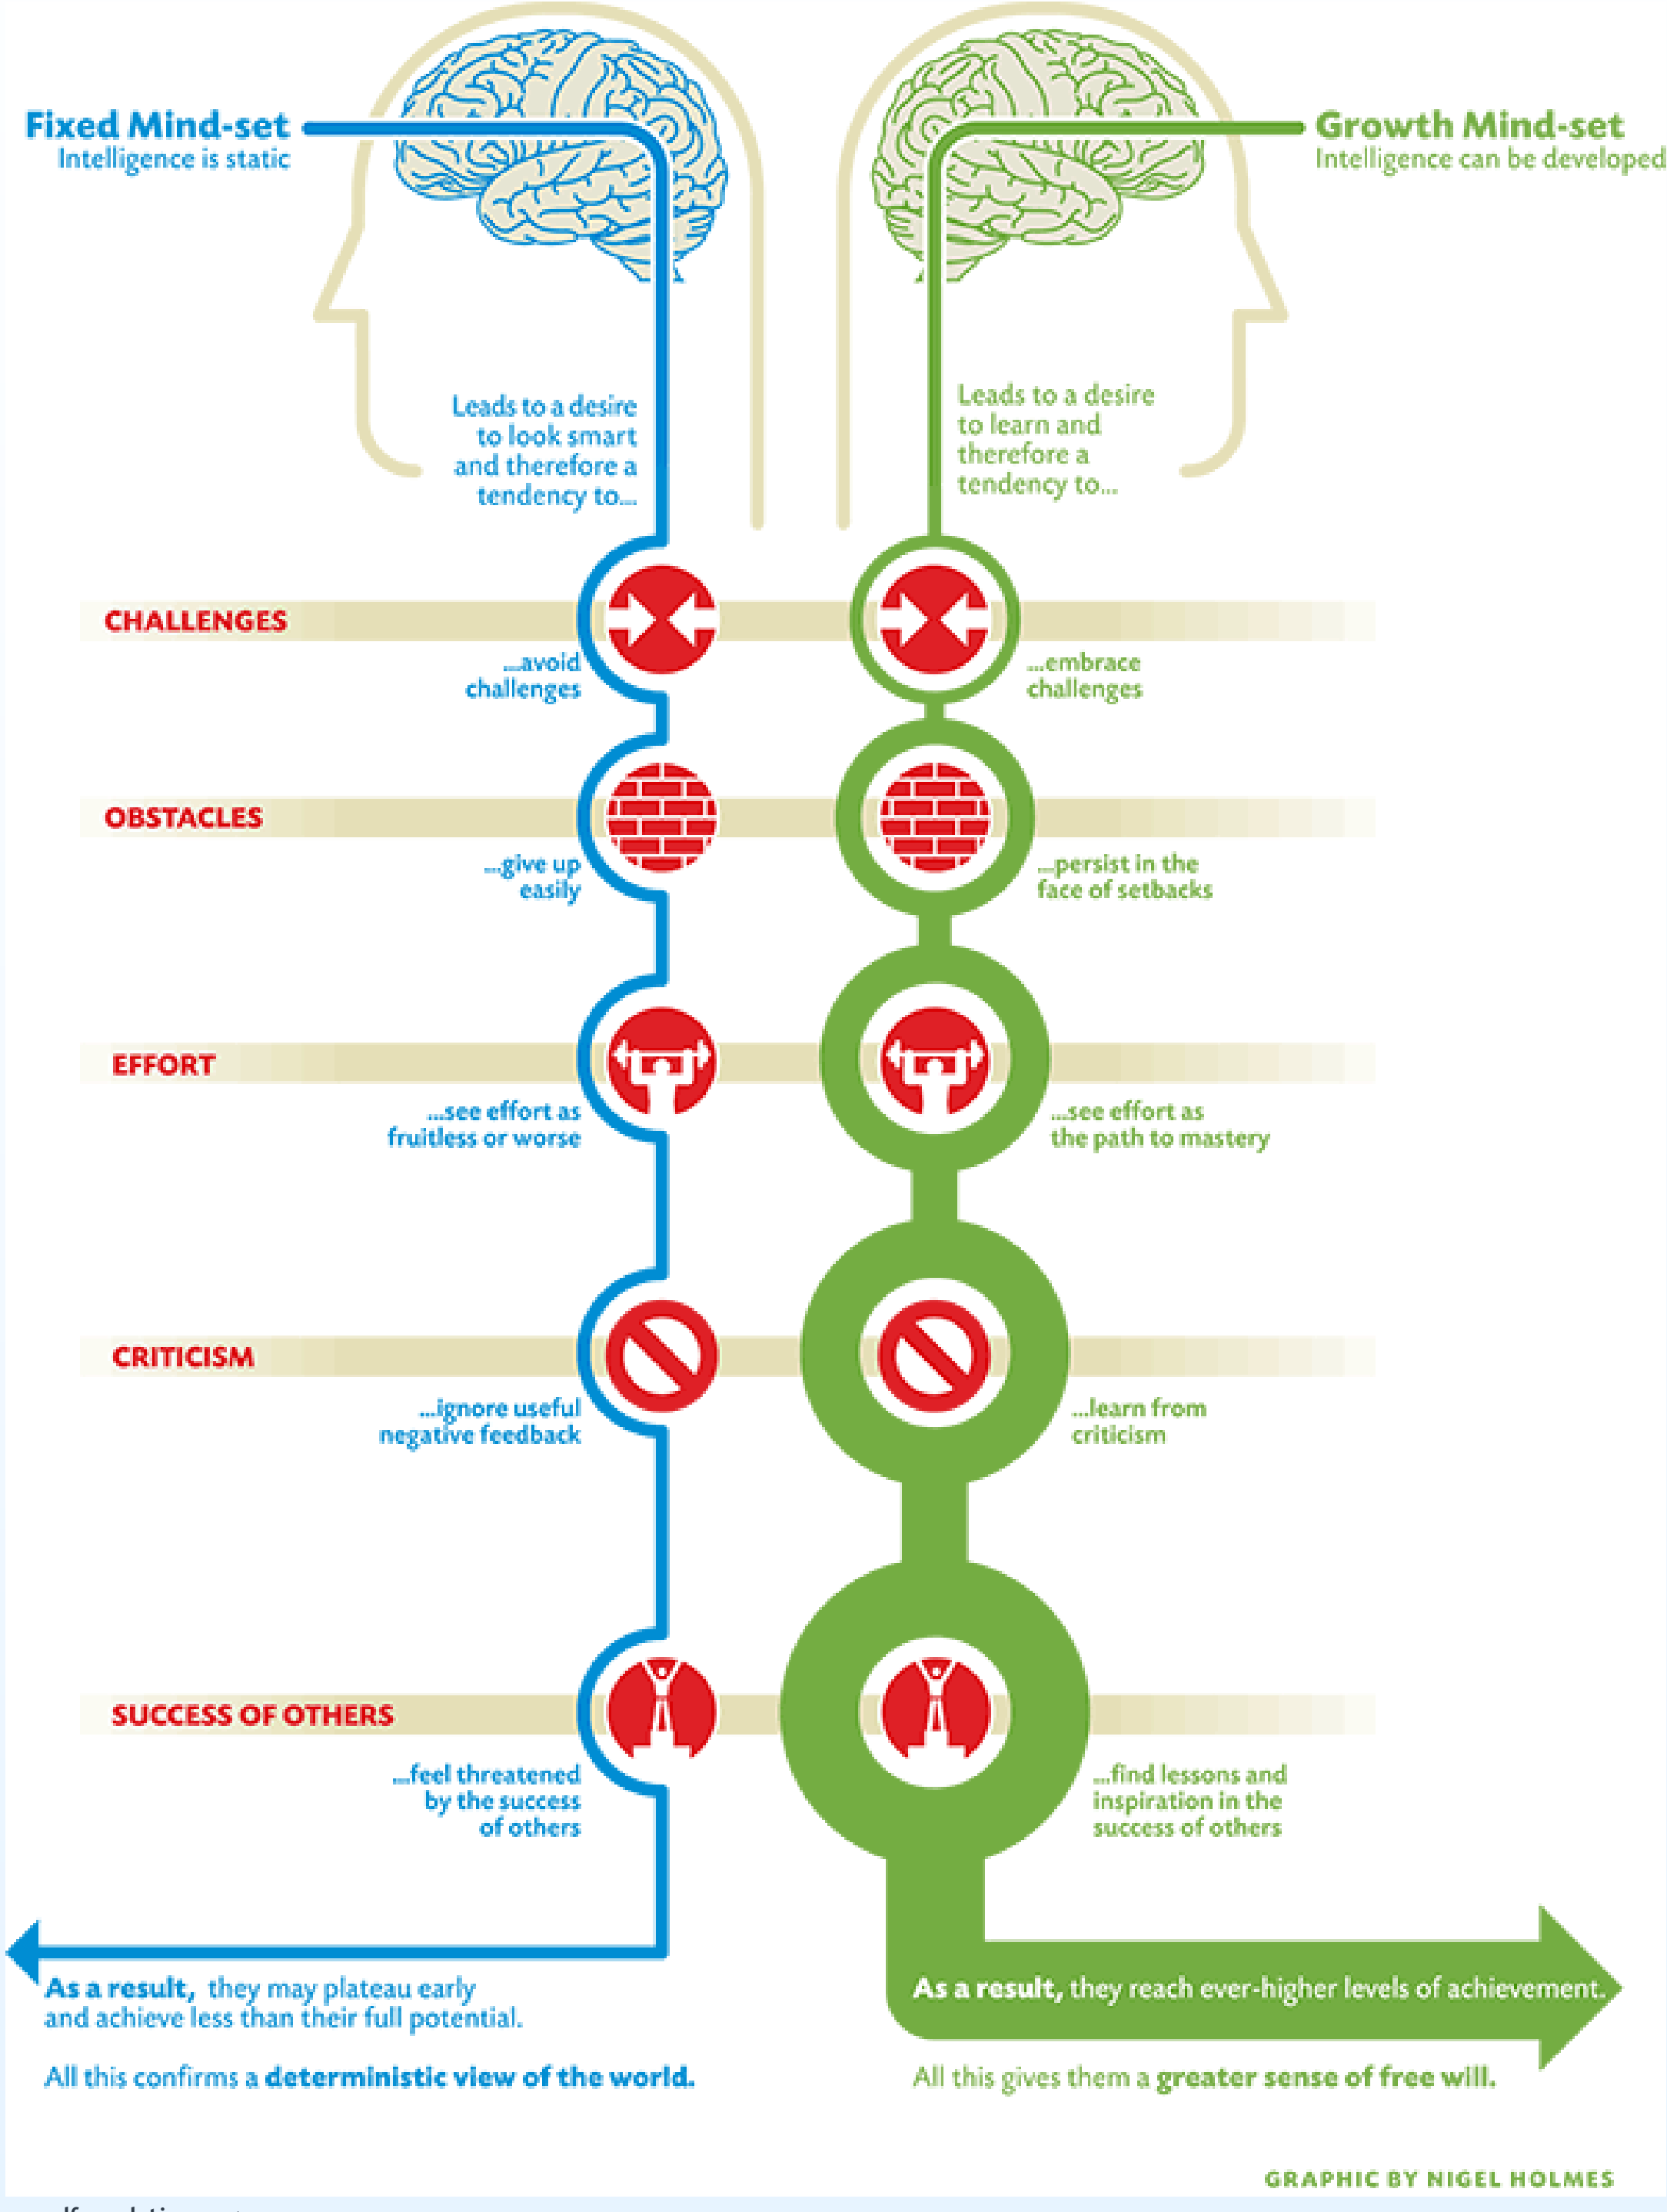 Fixed Mind-set
Intelligence is static
Growth Mind-set
Intelligence can be developed
Leads to a desire
to look smart
and therefore a
tendency to...
Leads to a desire
to learn and
therefore a
tendency to...
CHALLENGES
...avoid
challenges
...embrace
challenges
OBSTACLES
...give up
easily
...persist in the
face of setbacks
EFFORT
...see effort as
fruitless or worse
...see effort as
the path to mastery
CRITICISM
...ignore useful
negative feedback
...learn from
criticism
SUCCESS OF OTHERS
...feel threatened
by the success
of others
...find lessons and
inspiration in the
success of others
As a result, they may plateau early
and achieve less than their full potential.
All this confirms a deterministic view of the world.
As a result, they reach ever-higher levels of achievement.
All this gives them a greater sense of free will.
GRAPHIC BY NIGEL HOLMES